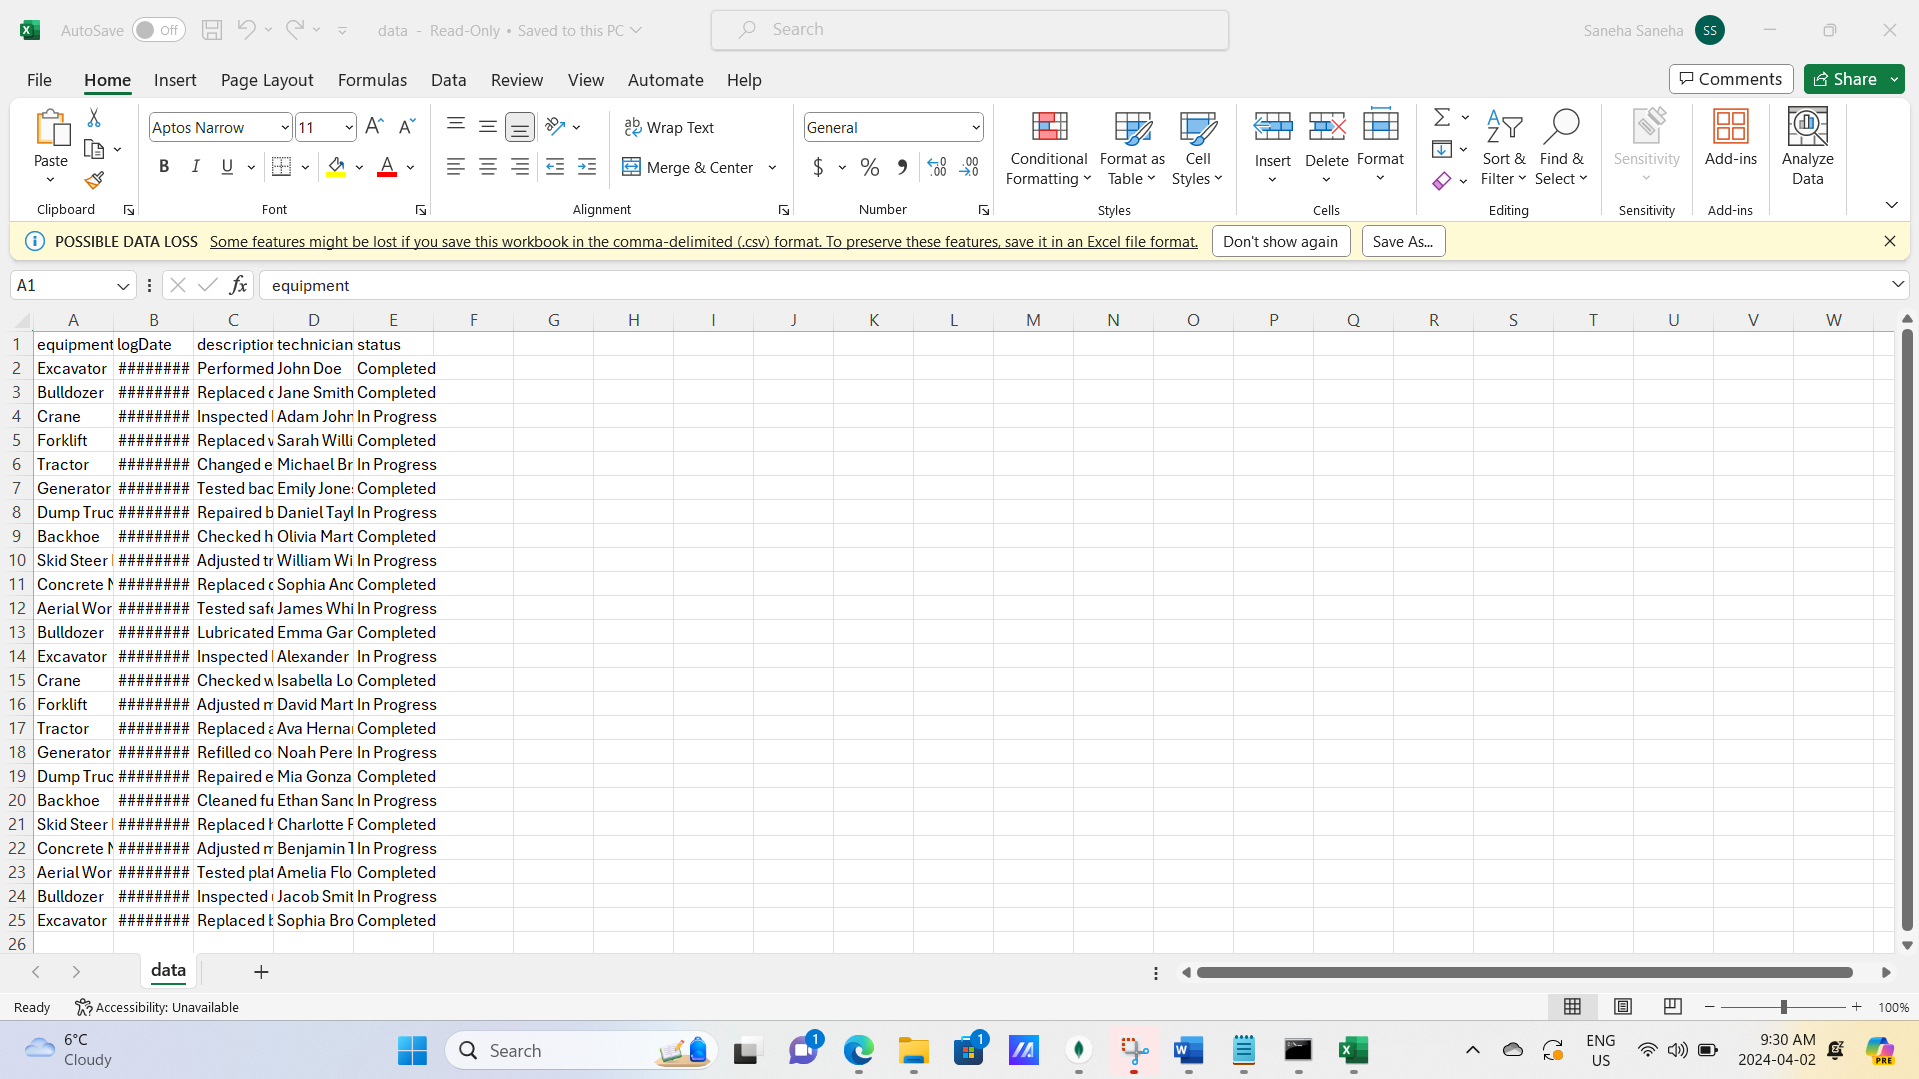 AutoSave Off data - Read-Only • Saved to this PC Search Saneha Saneha SS
File Home Insert Page Layout Formulas Data Review View Automate Help Comments Share
Paste Aptos Narrow 11 Wrap Text General Conditional Formatting Format as Table Cell Styles Insert Delete Format Sort & Filter Find & Select Sensitivity Add-ins Analyze Data
B I U A Merge & Center $ % 9
Clipboard Font Alignment Number Styles Cells Editing Sensitivity Add-ins
POSSIBLE DATA LOSS Some features might be lost if you save this workbook in the comma-delimited (.csv) format. To preserve these features, save it in an Excel file format. Don't show again Save As...
A1 fx equipment
A B C D E F G H I J K L M N O P Q R S T U V W
1 equipment logDate description technician status
2 Excavator ######## Performed John Doe Completed
3 Bulldozer ######## Replaced c Jane Smith Completed
4 Crane ######## Inspected Adam John In Progress
5 Forklift ######## Replaced v Sarah Willi Completed
6 Tractor ######## Changed e Michael Br In Progress
7 Generator ######## Tested bac Emily Jone Completed
8 Dump Truc ######## Repaired b Daniel Tayl In Progress
9 Backhoe ######## Checked h Olivia Mart Completed
10 Skid Steer ######## Adjusted tr William Wi In Progress
11 Concrete ######## Replaced c Sophia And Completed
12 Aerial Wor ######## Tested safe James Whi In Progress
13 Bulldozer ######## Lubricated Emma Gar Completed
14 Excavator ######## Inspected Alexander In Progress
15 Crane ######## Checked w Isabella Lo Completed
16 Forklift ######## Adjusted m David Mart In Progress
17 Tractor ######## Replaced a Ava Herna Completed
18 Generator ######## Refilled co Noah Pere In Progress
19 Dump Truc ######## Repaired e Mia Gonza Completed
20 Backhoe ######## Cleaned fu Ethan Sanc In Progress
21 Skid Steer ######## Replaced h Charlotte Completed
22 Concrete ######## Adjusted m Benjamin T In Progress
23 Aerial Wor ######## Tested plat Amelia Flo Completed
24 Bulldozer ######## Inspected Jacob Smit In Progress
25 Excavator ######## Replaced b Sophia Bro Completed
26
data
Ready Accessibility: Unavailable 100%
6°C Search 1 1 ENG 9:30 AM
Cloudy US 2024-04-02 PRE